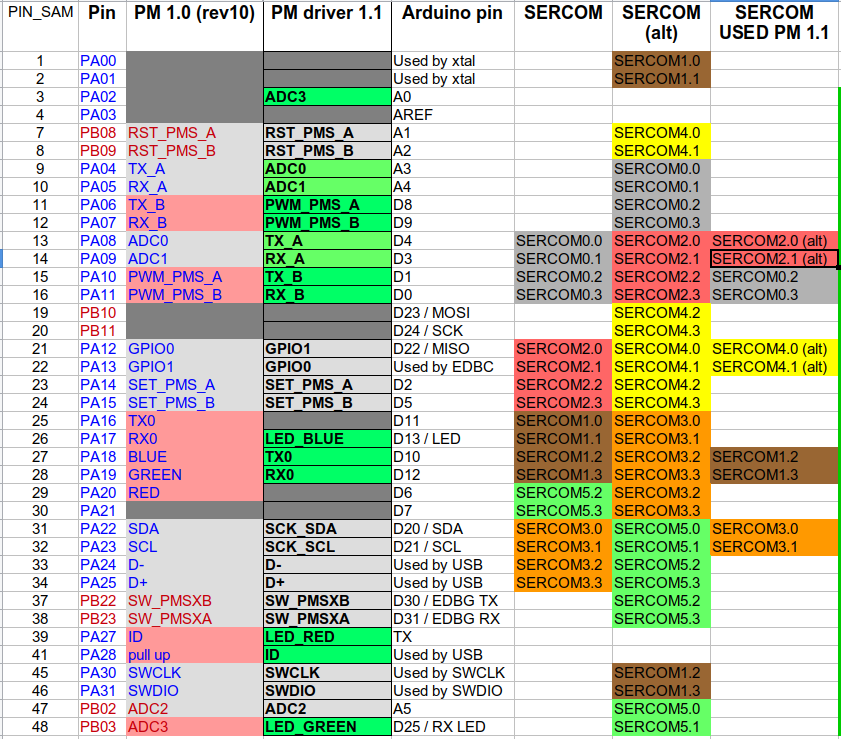 PIN_SAM Pin PM 1.0 (rev10) PM driver 1.1 Arduino pin SERCOM SERCOM (alt) SERCOM USED PM 1.1
1 PA00 Used by xtal SERCOM1.0
2 PA01 Used by xtal SERCOM1.1
3 PA02 ADC3 A0
4 PA03 AREF
7 PB08 RST_PMS_A RST_PMS_A A1 SERCOM4.0
8 PB09 RST_PMS_B RST_PMS_B A2 SERCOM4.1
9 PA04 TX_A ADC0 A3 SERCOM0.0
10 PA05 RX_A ADC1 A4 SERCOM0.1
11 PA06 TX_B PWM_PMS_A D8 SERCOM0.2
12 PA07 RX_B PWM_PMS_B D9 SERCOM0.3
13 PA08 ADC0 TX_A D4 SERCOM0.0 SERCOM2.0 SERCOM2.0 (alt)
14 PA09 ADC1 RX_A D3 SERCOM0.1 SERCOM2.1 SERCOM2.1 (alt)
15 PA10 PWM_PMS_A TX_B D1 SERCOM0.2 SERCOM2.2 SERCOM0.2
16 PA11 PWM_PMS_B RX_B D0 SERCOM0.3 SERCOM2.3 SERCOM0.3
19 PB10 D23 / MOSI SERCOM4.2
20 PB11 D24 / SCK SERCOM4.3
21 PA12 GPIO0 GPIO1 D22 / MISO SERCOM2.0 SERCOM4.0 SERCOM4.0 (alt)
22 PA13 GPIO1 GPIO0 Used by EDBC SERCOM2.1 SERCOM4.1 SERCOM4.1 (alt)
23 PA14 SET_PMS_A SET_PMS_A D2 SERCOM2.2 SERCOM4.2
24 PA15 SET_PMS_B SET_PMS_B D5 SERCOM2.3 SERCOM4.3
25 PA16 TX0 D11 SERCOM1.0 SERCOM3.0
26 PA17 RX0 LED_BLUE D13 / LED SERCOM1.1 SERCOM3.1
27 PA18 BLUE TX0 D10 SERCOM1.2 SERCOM3.2 SERCOM1.2
28 PA19 GREEN RX0 D12 SERCOM1.3 SERCOM3.3 SERCOM1.3
29 PA20 RED D6 SERCOM5.2 SERCOM3.2
30 PA21 D7 SERCOM5.3 SERCOM3.3
31 PA22 SDA SCK_SDA D20 / SDA SERCOM3.0 SERCOM5.0 SERCOM3.0
32 PA23 SCL SCK_SCL D21 / SCL SERCOM3.1 SERCOM5.1 SERCOM3.1
33 PA24 D- D- Used by USB SERCOM3.2 SERCOM5.2
34 PA25 D+ D+ Used by USB SERCOM3.3 SERCOM5.3
37 PB22 SW_PMSXB SW_PMSXB D30 / EDBG TX SERCOM5.2
38 PB23 SW_PMSXA SW_PMSXA D31 / EDBG RX SERCOM5.3
39 PA27 ID LED_RED TX
41 PA28 pull up ID Used by USB
45 PA30 SWCLK SWCLK Used by SWCLK SERCOM1.2
46 PA31 SWDIO SWDIO Used by SWDIO SERCOM1.3
47 PB02 ADC2 ADC2 A5 SERCOM5.0
48 PB03 ADC3 LED_GREEN D25 / RX LED SERCOM5.1